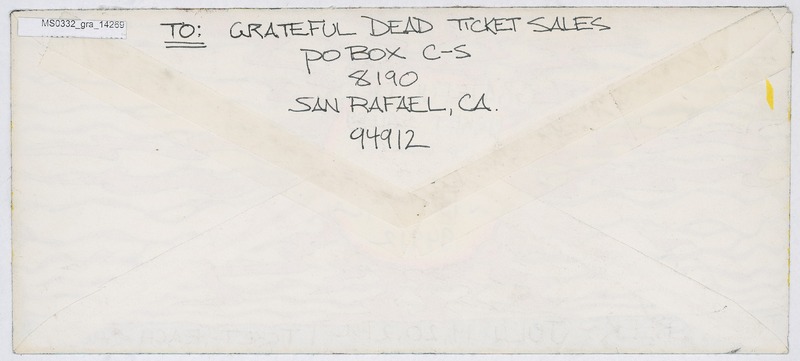 MS0332_gra_14269
TO: GRATEFUL DEAD TICKET SALES
PO BOX C-S
8190
SAN RAFAEL, CA.
94912